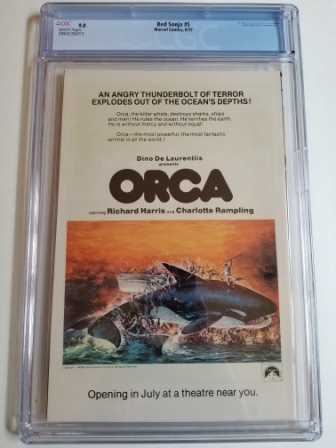 CGC 9.8 Red Sonja #5
WHITE Pages Marvel Comics, 9/77
AN ANGRY THUNDERBOLT OF TERROR
EXPLODES OUT OF THE OCEAN'S DEPTHS!
Orca, the killer whale, destroys sharks, ships
and men! He rules the ocean. He terrifies the earth.
He is without mercy and without equal!
Orca—the most powerful, the most fantastic
animal in all the world!
Dino De Laurentiis
presents
ORCA
starring Richard Harris and Charlotte Rampling
Opening in July at a theatre near you.